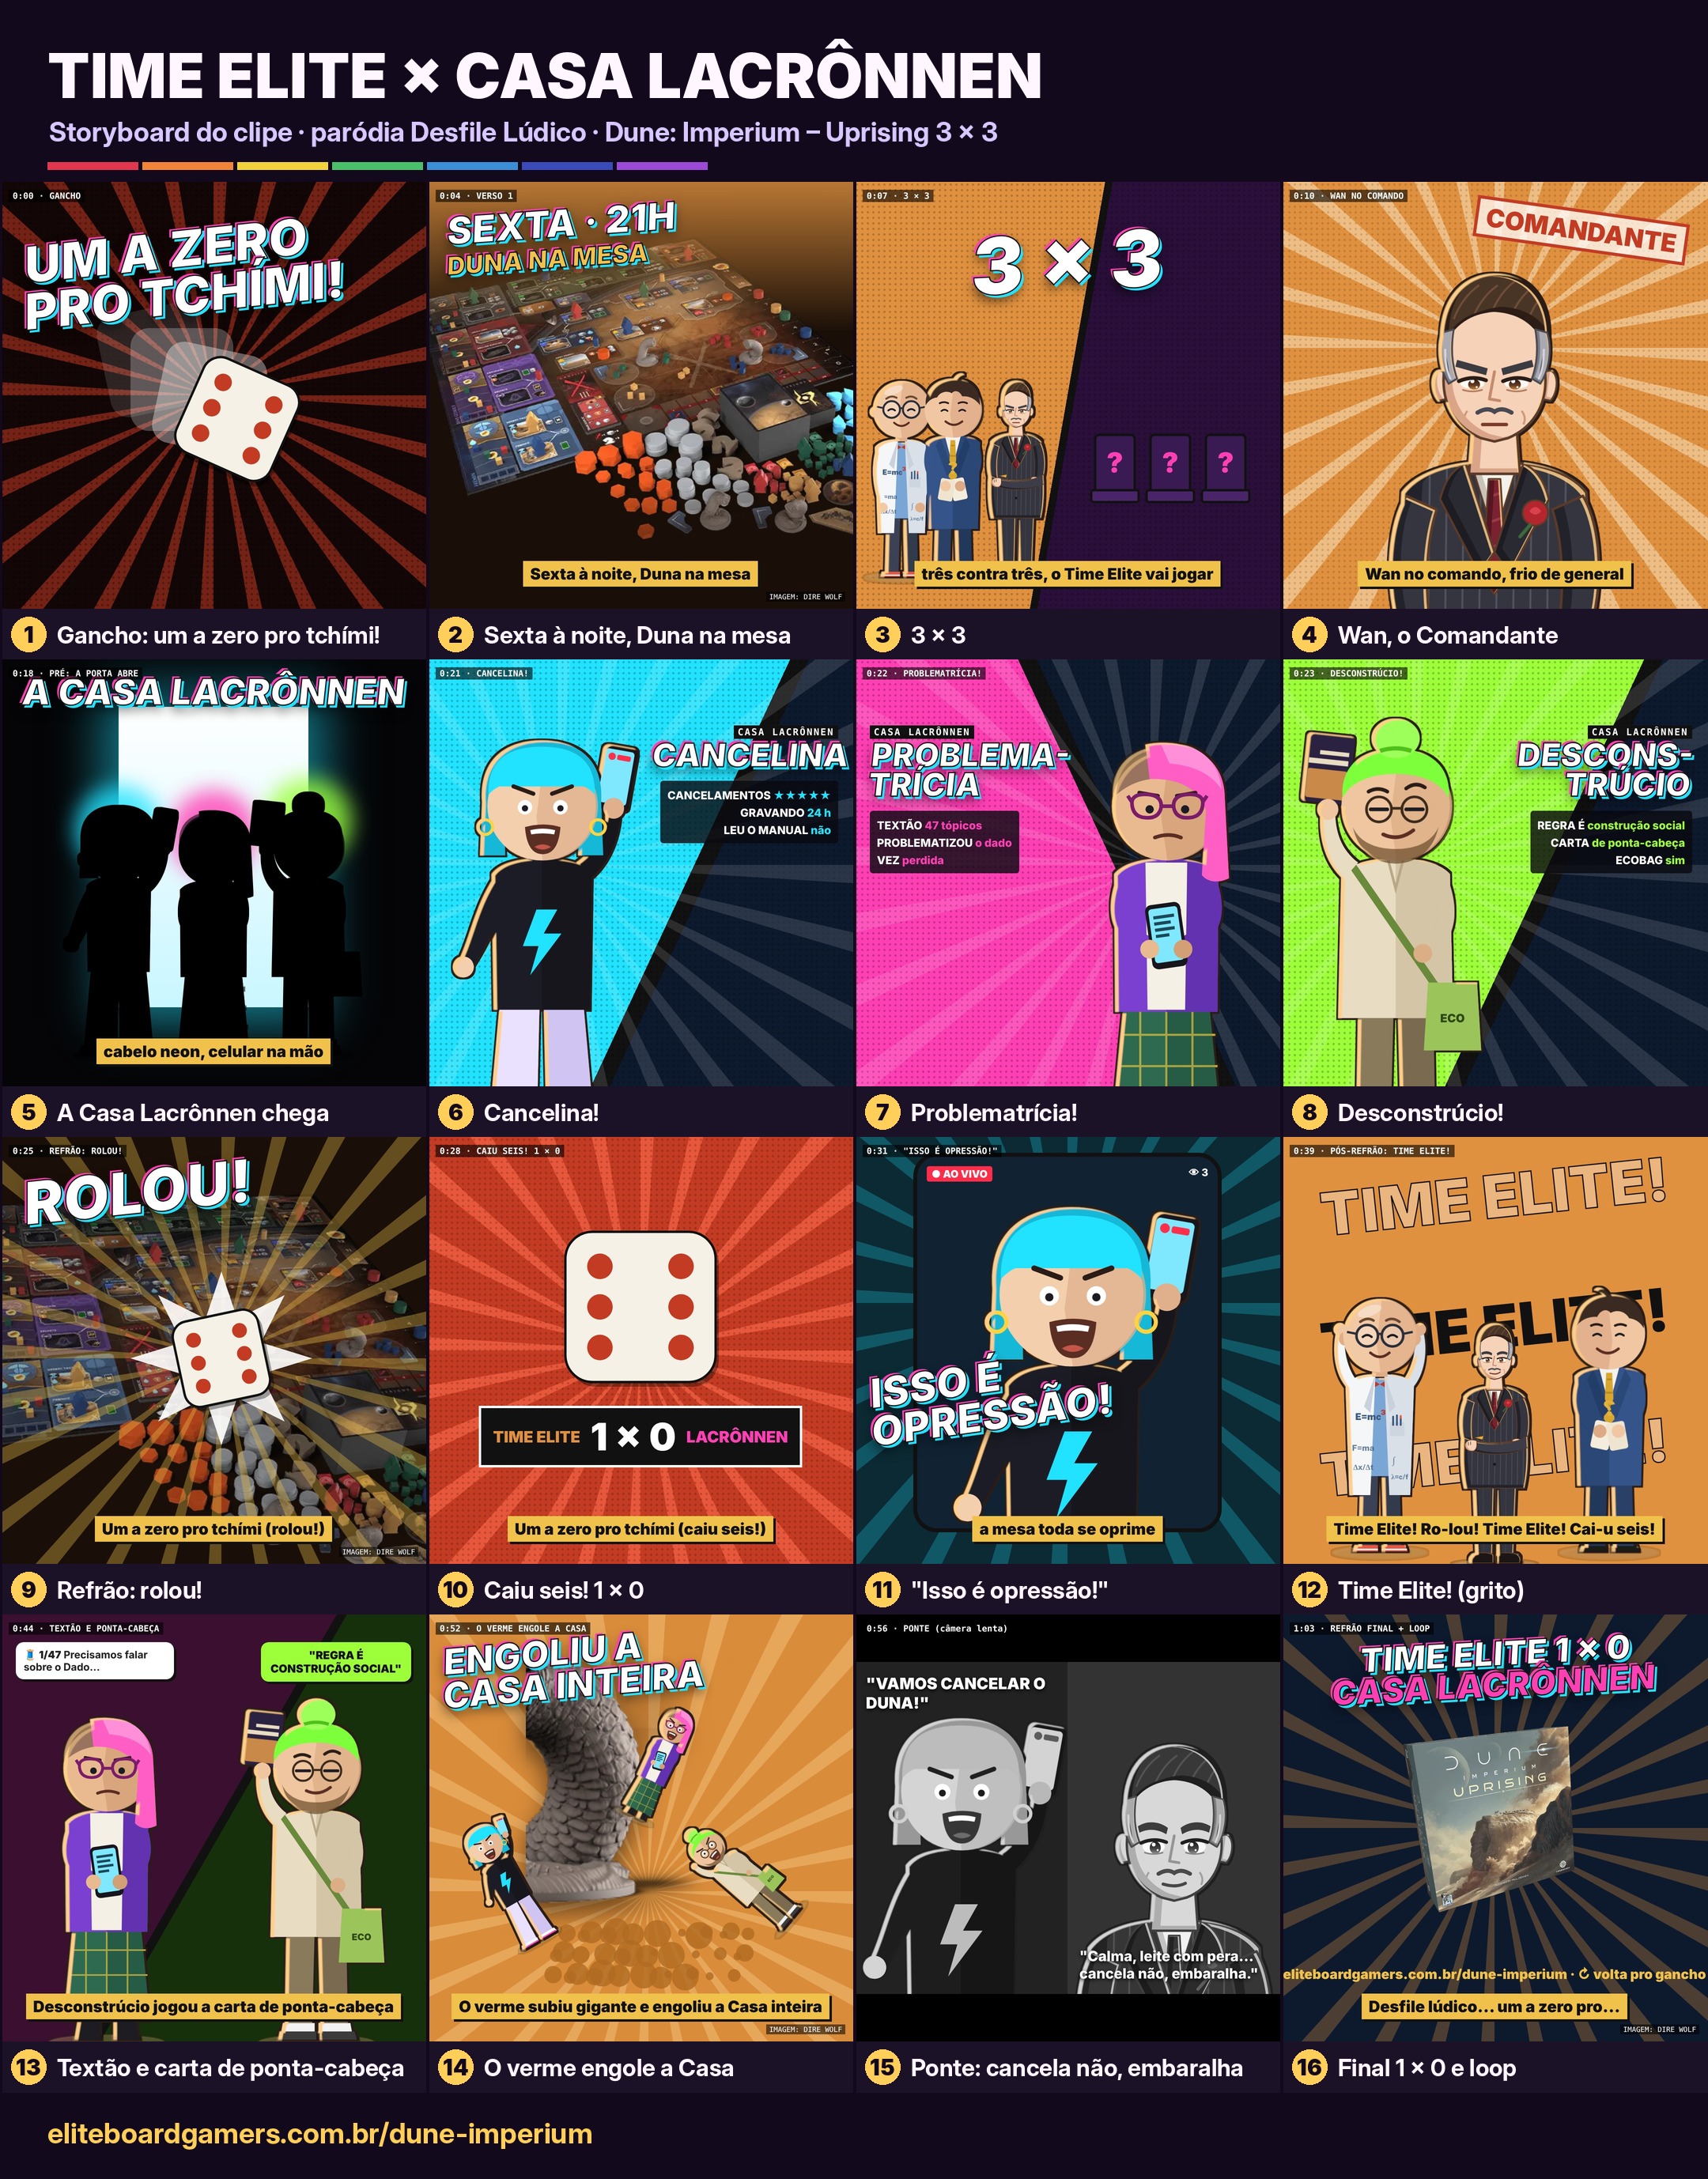 TIME ELITE × CASA LACRÔNNEN
Storyboard do clipe · paródia Desfile Lúdico · Dune: Imperium – Uprising 3 × 3
0:00 · GANCHO
UM A ZERO
PRO TCHÍMI!
1 Gancho: um a zero pro tchími!
0:04 · VERSO 1
SEXTA · 21H
DUNA NA MESA
Sexta à noite, Duna na mesa
IMAGEM: DIRE WOLF
2 Sexta à noite, Duna na mesa
0:07 · 3 × 3
3 × 3
E=mc²
? ? ?
três contra três, o Time Elite vai jogar
3 3 × 3
0:10 · WAN NO COMANDO
COMANDANTE
Wan no comando, frio de general
4 Wan, o Comandante
0:18 · PRÉ: A PORTA ABRE
A CASA LACRÔNNEN
cabelo neon, celular na mão
5 A Casa Lacrônnen chega
0:21 · CANCELINA!
CASA LACRÔNNEN
CANCELINA
CANCELAMENTOS ★★★★★
GRAVANDO 24 h
LEU O MANUAL não
6 Cancelina!
0:22 · PROBLEMATRÍCIA!
CASA LACRÔNNEN
PROBLEMA-
TRÍCIA
TEXTÃO 47 tópicos
PROBLEMATIZOU o dado
VEZ perdida
7 Problematrícia!
0:23 · DESCONSTRÚCIO!
CASA LACRÔNNEN
DESCONS-
TRÚCIO
REGRA É construção social
CARTA de ponta-cabeça
ECOBAG sim
ECO
8 Desconstrúcio!
0:25 · REFRÃO: ROLOU!
ROLOU!
Um a zero pro tchími (rolou!)
IMAGEM: DIRE WOLF
9 Refrão: rolou!
0:28 · CAIU SEIS! 1 × 0
TIME ELITE 1 × 0 LACRÔNNEN
Um a zero pro tchími (caiu seis!)
10 Caiu seis! 1 × 0
0:31 · "ISSO É OPRESSÃO!"
AO VIVO
3
ISSO É
OPRESSÃO!
a mesa toda se oprime
11 "Isso é opressão!"
0:39 · PÓS-REFRÃO: TIME ELITE!
TIME ELITE!
TIME ELITE!
TIME ELITE!
E=mc²
F=ma
Δx/Δt
λ=c/f
Time Elite! Ro-lou! Time Elite! Cai-u seis!
12 Time Elite! (grito)
0:44 · TEXTÃO E PONTA-CABEÇA
1/47 Precisamos falar
sobre o Dado...
"REGRA É
CONSTRUÇÃO SOCIAL"
ECO
Desconstrúcio jogou a carta de ponta-cabeça
13 Textão e carta de ponta-cabeça
0:52 · O VERME ENGOLE A CASA
ENGOLIU A
CASA INTEIRA
O verme subiu gigante e engoliu a Casa inteira
IMAGEM: DIRE WOLF
14 O verme engole a Casa
0:56 · PONTE (câmera lenta)
"VAMOS CANCELAR O
DUNA!"
"Calma, leite com pera...
cancela não, embaralha."
15 Ponte: cancela não, embaralha
1:03 · REFRÃO FINAL + LOOP
TIME ELITE 1 × 0
CASA LACRÔNNEN
DUNE
IMPERIUM
UPRISING
eliteboardgamers.com.br/dune-imperium · ↻ volta pro gancho
Desfile lúdico... um a zero pro...
IMAGEM: DIRE WOLF
16 Final 1 × 0 e loop
eliteboardgamers.com.br/dune-imperium